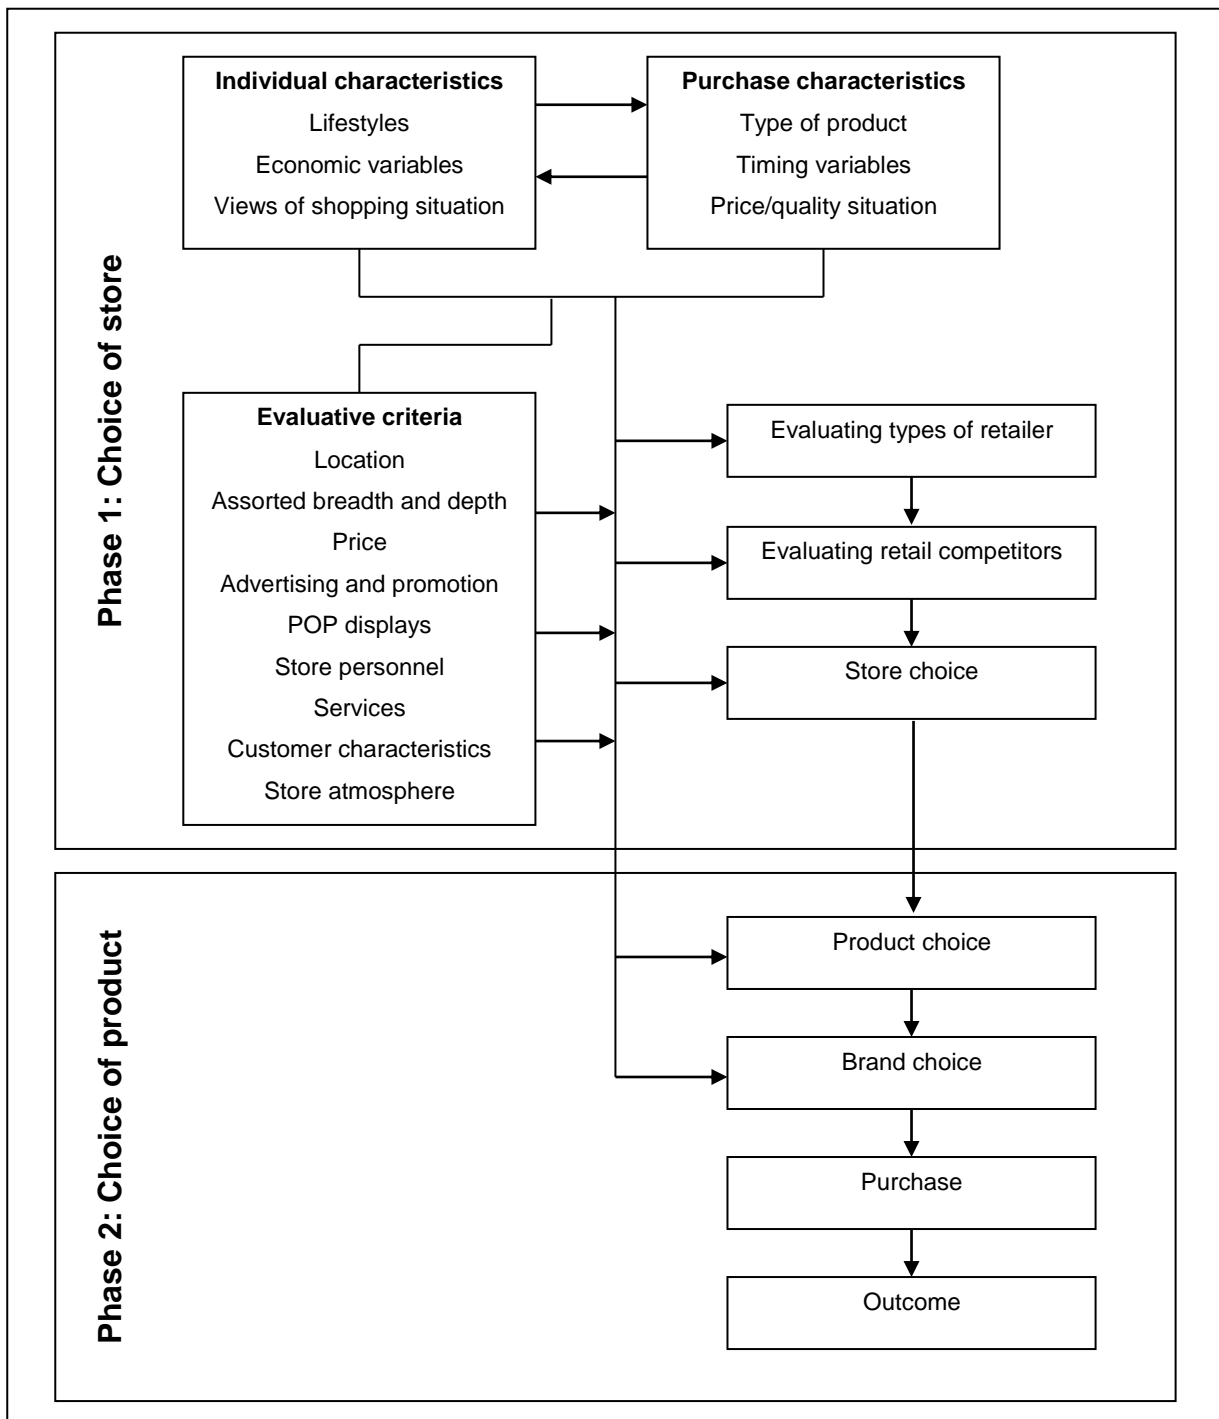 Phase 1: Choice of store
Individual characteristics
Lifestyles
Economic variables
Views of shopping situation
Purchase characteristics
Type of product
Timing variables
Price/quality situation
Evaluative criteria
Location
Assorted breadth and depth
Price
Advertising and promotion
POP displays
Store personnel
Services
Customer characteristics
Store atmosphere
Evaluating types of retailer
Evaluating retail competitors
Store choice
Phase 2: Choice of product
Product choice
Brand choice
Purchase
Outcome